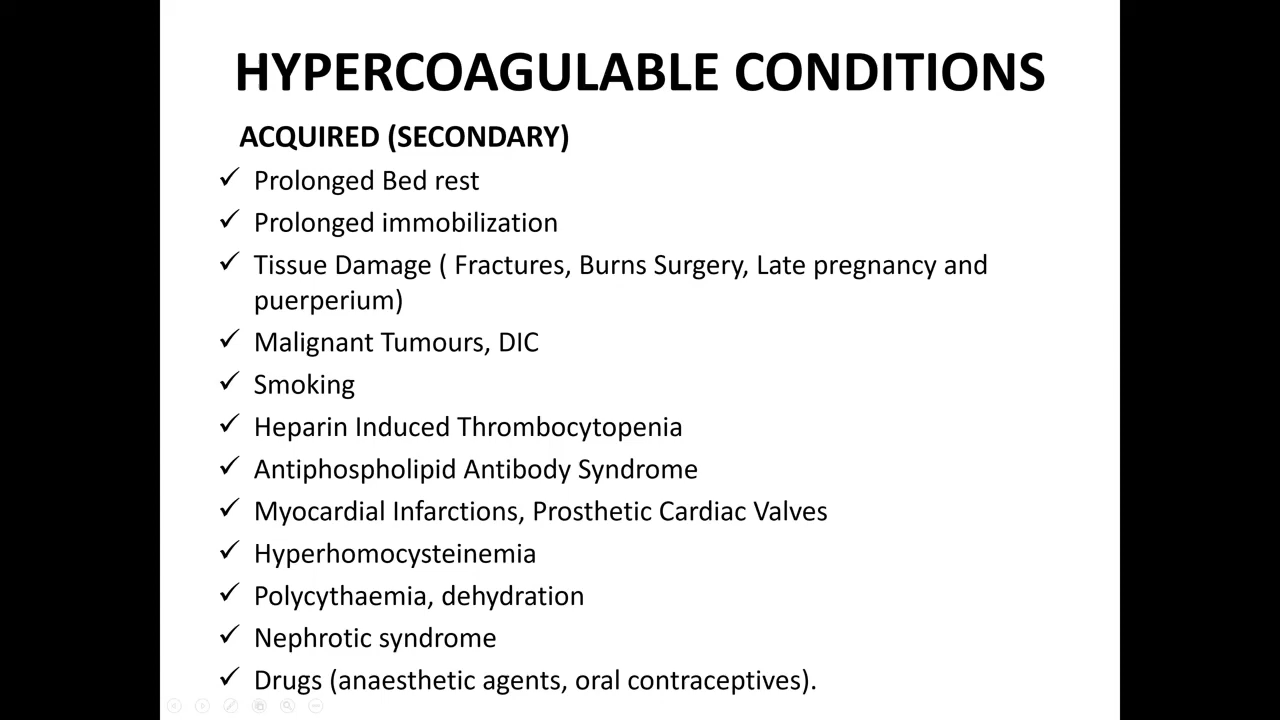 HYPERCOAGULABLE CONDITIONS
ACQUIRED (SECONDARY)
✓ Prolonged Bed rest
✓ Prolonged immobilization
✓ Tissue Damage ( Fractures, Burns Surgery, Late pregnancy and
puerperium)
✓ Malignant Tumours, DIC
✓ Smoking
✓ Heparin Induced Thrombocytopenia
✓ Antiphospholipid Antibody Syndrome
✓ Myocardial Infarctions, Prosthetic Cardiac Valves
✓ Hyperhomocysteinemia
✓ Polycythaemia, dehydration
✓ Nephrotic syndrome
✓ Drugs (anaesthetic agents, oral contraceptives).